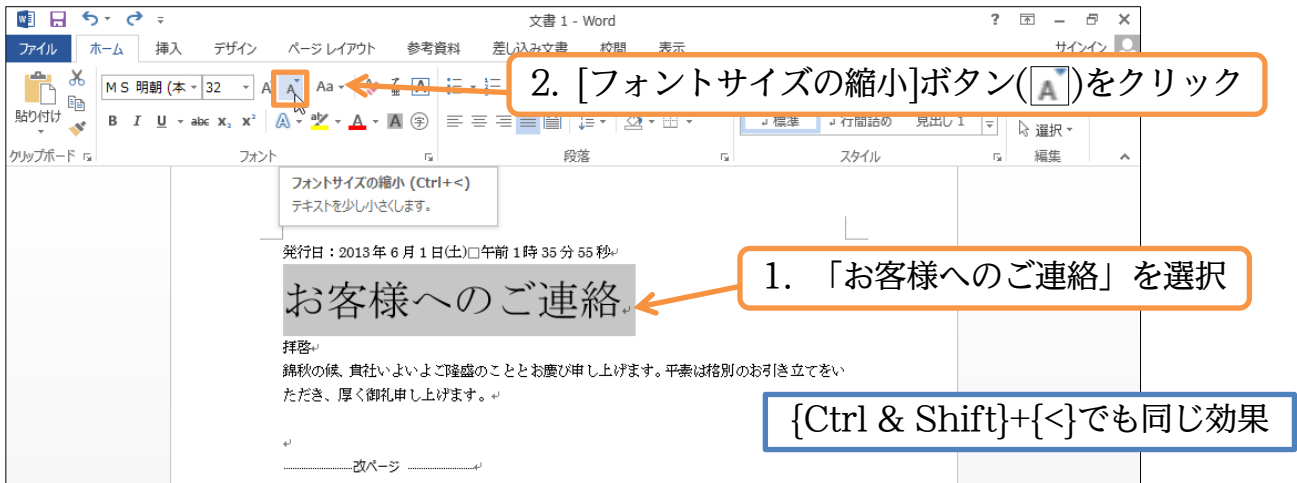 文書 1 - Word
ファイル ホーム 挿入 デザイン ページ レイアウト 参考資料 差し込み文書 校閲 表示 サインイン
2. [フォントサイズの縮小]ボタン(A)をクリック
貼り付け
MS 明朝 (本 32 A A Aa
B I U abc x₂ x² A aby A A 字
標準 行間詰め 見出し 1 選択
クリップボード フォント 段落 スタイル 編集
フォントサイズの縮小 (Ctrl+<)
テキストを少し小さくします。
発行日：2013年 6月 1日(土)□午前 1時 35分 55秒
1. 「お客様へのご連絡」を選択
お客様へのご連絡
拝啓
錦秋の候、貴社いよいよご隆盛のこととお慶び申し上げます。平素は格別のお引き立てをい
ただき、厚く御礼申し上げます。
{Ctrl & Shift}+{<}でも同じ効果
改ページ